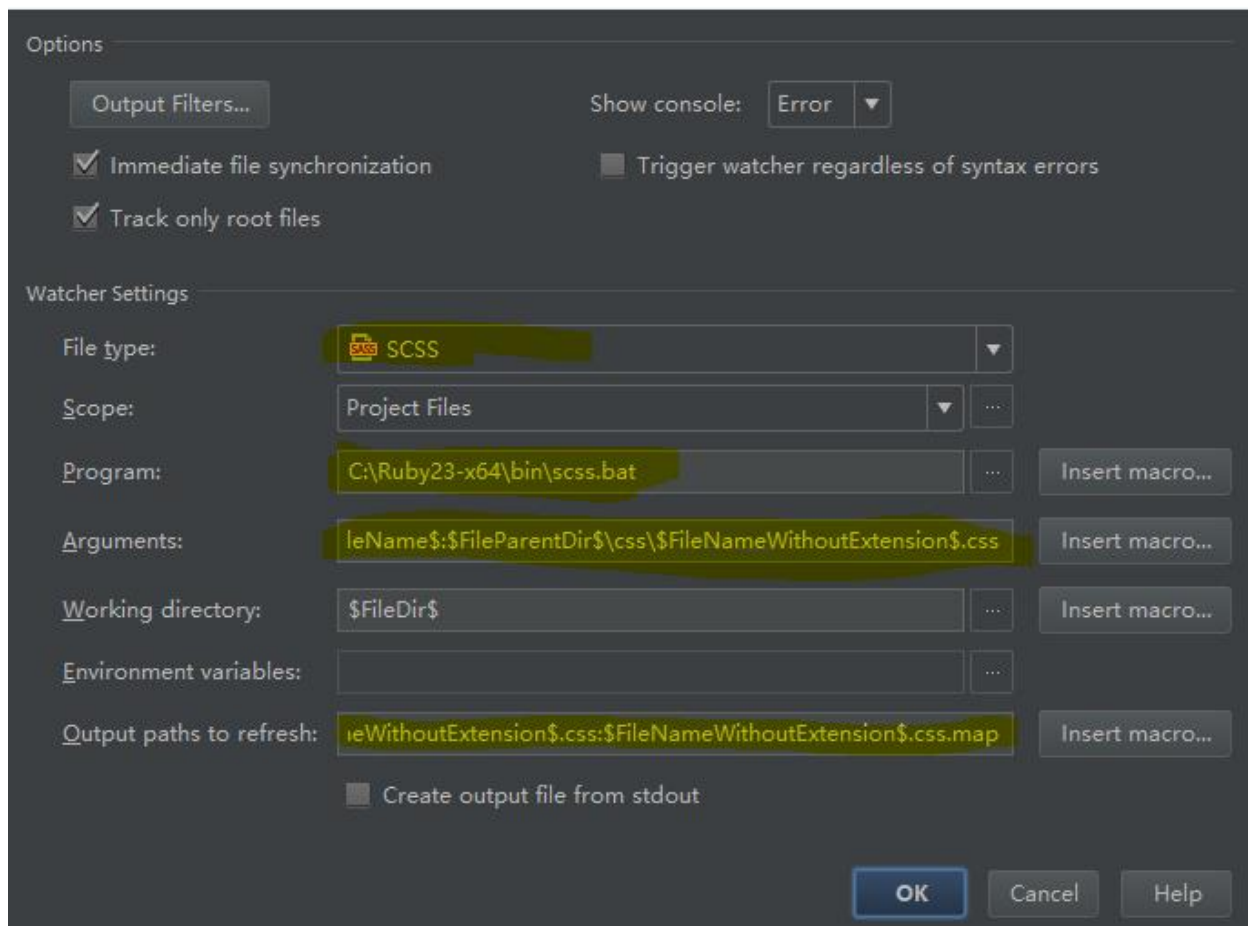 Options
Output Filters...
Show console: Error
Immediate file synchronization
Trigger watcher regardless of syntax errors
Track only root files
Watcher Settings
File type: SASS SCSS
Scope: Project Files ...
Program: C:\Ruby23-x64\bin\scss.bat ... Insert macro...
Arguments: leName$:$FileParentDir$\css\$FileNameWithoutExtension$.css Insert macro...
Working directory: $FileDir$ ... Insert macro...
Environment variables: ...
Output paths to refresh: eWithoutExtension$.css:$FileNameWithoutExtension$.css.map Insert macro...
Create output file from stdout
OK Cancel Help